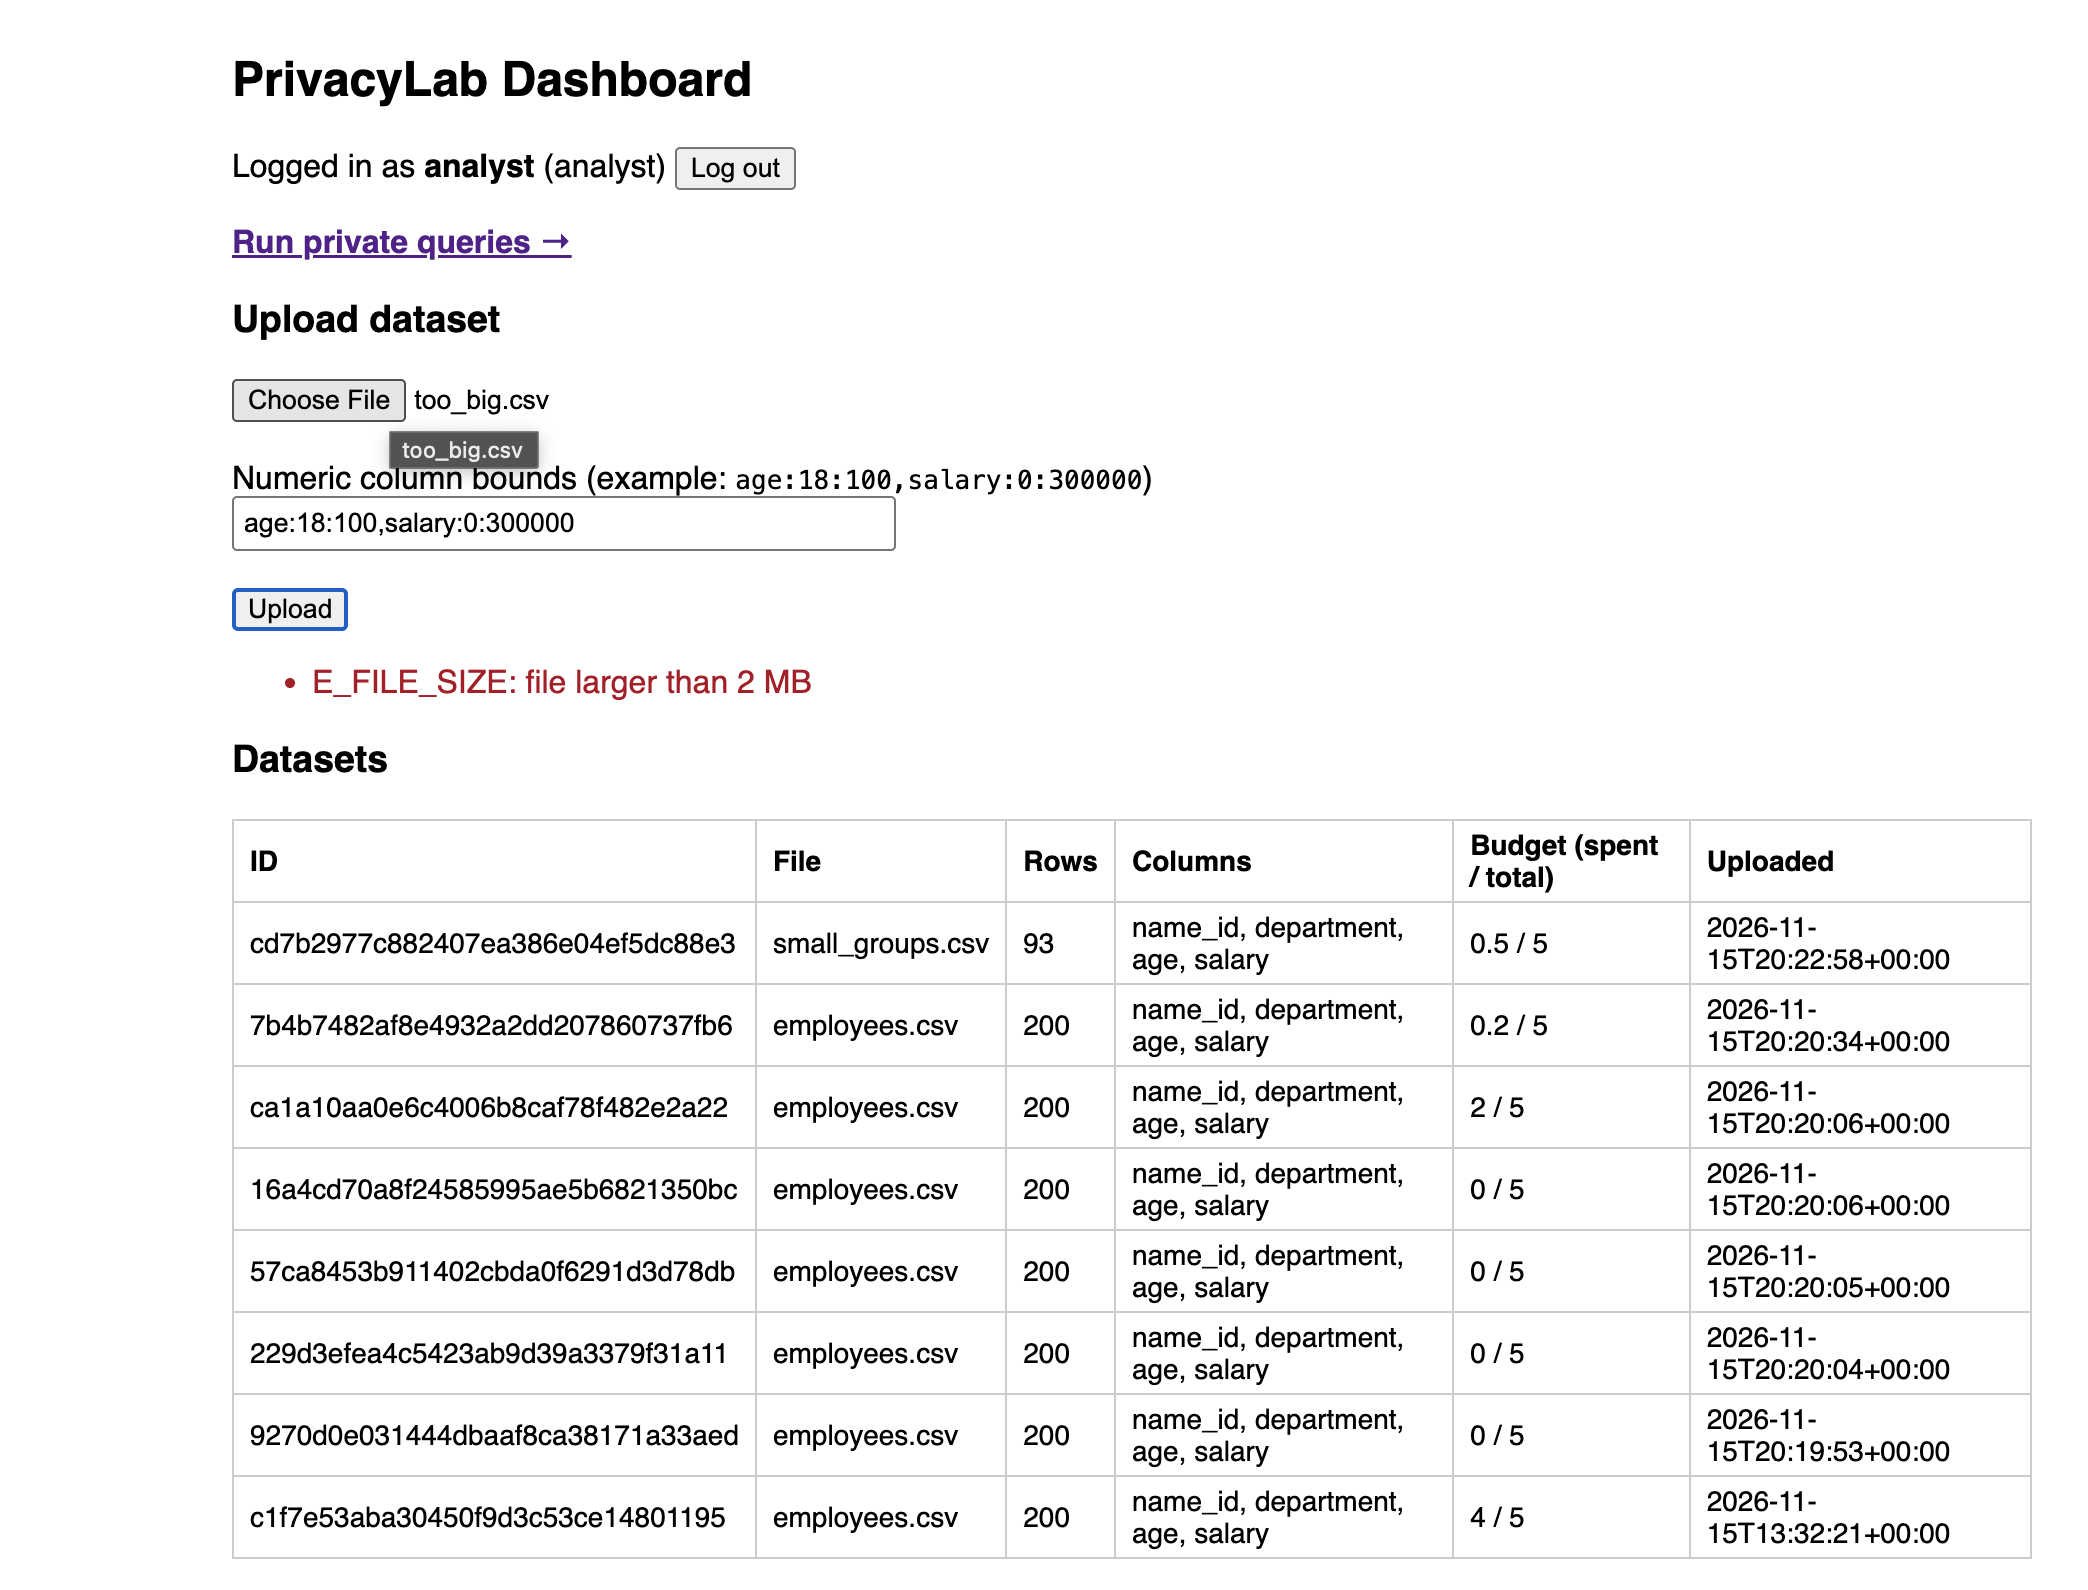 PrivacyLab Dashboard
Logged in as analyst (analyst) Log out
Run private queries →
Upload dataset
Choose File too_big.csv
too_big.csv
Numeric column bounds (example: age:18:100,salary:0:300000)
age:18:100,salary:0:300000
Upload
• E_FILE_SIZE: file larger than 2 MB
Datasets
ID File Rows Columns Budget (spent / total) Uploaded
cd7b2977c882407ea386e04ef5dc88e3 small_groups.csv 93 name_id, department, age, salary 0.5 / 5 2026-11-15T20:22:58+00:00
7b4b7482af8e4932a2dd207860737fb6 employees.csv 200 name_id, department, age, salary 0.2 / 5 2026-11-15T20:20:34+00:00
ca1a10aa0e6c4006b8caf78f482e2a22 employees.csv 200 name_id, department, age, salary 2 / 5 2026-11-15T20:20:06+00:00
16a4cd70a8f24585995ae5b6821350bc employees.csv 200 name_id, department, age, salary 0 / 5 2026-11-15T20:20:06+00:00
57ca8453b911402cbda0f6291d3d78db employees.csv 200 name_id, department, age, salary 0 / 5 2026-11-15T20:20:05+00:00
229d3efea4c5423ab9d39a3379f31a11 employees.csv 200 name_id, department, age, salary 0 / 5 2026-11-15T20:20:04+00:00
9270d0e031444dbaaf8ca38171a33aed employees.csv 200 name_id, department, age, salary 0 / 5 2026-11-15T20:19:53+00:00
c1f7e53aba30450f9d3c53ce14801195 employees.csv 200 name_id, department, age, salary 4 / 5 2026-11-15T13:32:21+00:00